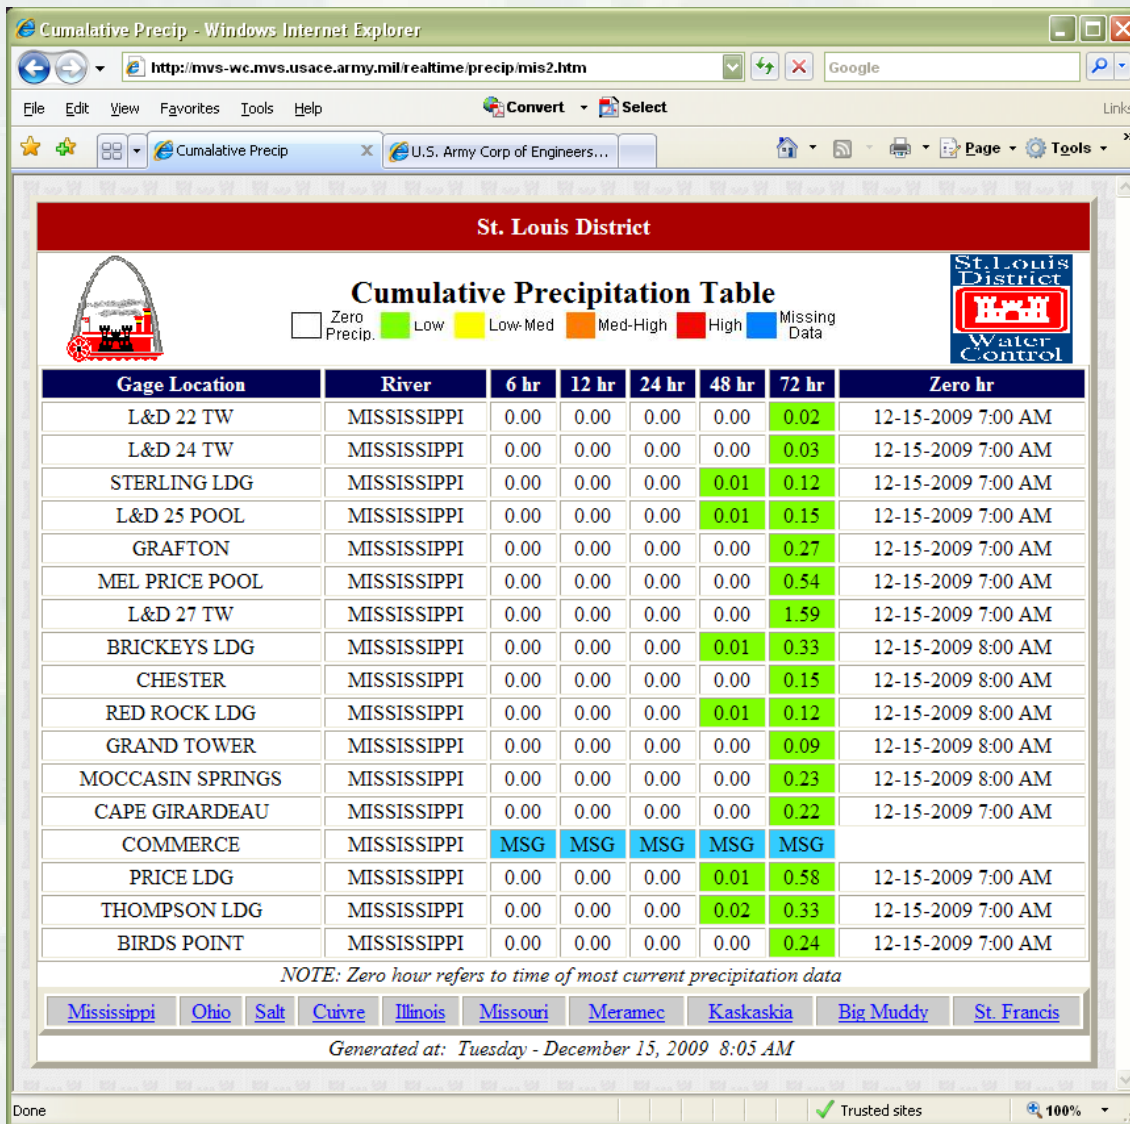 Cumalative Precip - Windows Internet Explorer
http://mvs-wc.mvs.usace.army.mil/realtime/precip/mis2.htm
Google
File Edit View Favorites Tools Help Convert Select Links
Cumalative Precip X U.S. Army Corp of Engineers... Page Tools »
St. Louis District
Cumulative Precipitation Table
Zero Precip. Low Low-Med Med-High High Missing Data
St.Louis
District
Water
Control
Gage Location River 6 hr 12 hr 24 hr 48 hr 72 hr Zero hr
L&D 22 TW MISSISSIPPI 0.00 0.00 0.00 0.00 0.02 12-15-2009 7:00 AM
L&D 24 TW MISSISSIPPI 0.00 0.00 0.00 0.00 0.03 12-15-2009 7:00 AM
STERLING LDG MISSISSIPPI 0.00 0.00 0.00 0.01 0.12 12-15-2009 7:00 AM
L&D 25 POOL MISSISSIPPI 0.00 0.00 0.00 0.01 0.15 12-15-2009 7:00 AM
GRAFTON MISSISSIPPI 0.00 0.00 0.00 0.00 0.27 12-15-2009 7:00 AM
MEL PRICE POOL MISSISSIPPI 0.00 0.00 0.00 0.00 0.54 12-15-2009 7:00 AM
L&D 27 TW MISSISSIPPI 0.00 0.00 0.00 0.00 1.59 12-15-2009 7:00 AM
BRICKEYS LDG MISSISSIPPI 0.00 0.00 0.00 0.01 0.33 12-15-2009 8:00 AM
CHESTER MISSISSIPPI 0.00 0.00 0.00 0.00 0.15 12-15-2009 8:00 AM
RED ROCK LDG MISSISSIPPI 0.00 0.00 0.00 0.01 0.12 12-15-2009 8:00 AM
GRAND TOWER MISSISSIPPI 0.00 0.00 0.00 0.00 0.09 12-15-2009 8:00 AM
MOCCASIN SPRINGS MISSISSIPPI 0.00 0.00 0.00 0.00 0.23 12-15-2009 8:00 AM
CAPE GIRARDEAU MISSISSIPPI 0.00 0.00 0.00 0.00 0.22 12-15-2009 7:00 AM
COMMERCE MISSISSIPPI MSG MSG MSG MSG MSG
PRICE LDG MISSISSIPPI 0.00 0.00 0.00 0.01 0.58 12-15-2009 7:00 AM
THOMPSON LDG MISSISSIPPI 0.00 0.00 0.00 0.02 0.33 12-15-2009 7:00 AM
BIRDS POINT MISSISSIPPI 0.00 0.00 0.00 0.00 0.24 12-15-2009 7:00 AM
NOTE: Zero hour refers to time of most current precipitation data
Mississippi Ohio Salt Cuivre Illinois Missouri Meramec Kaskaskia Big Muddy St. Francis
Generated at: Tuesday - December 15, 2009 8:05 AM
Done Trusted sites 100%